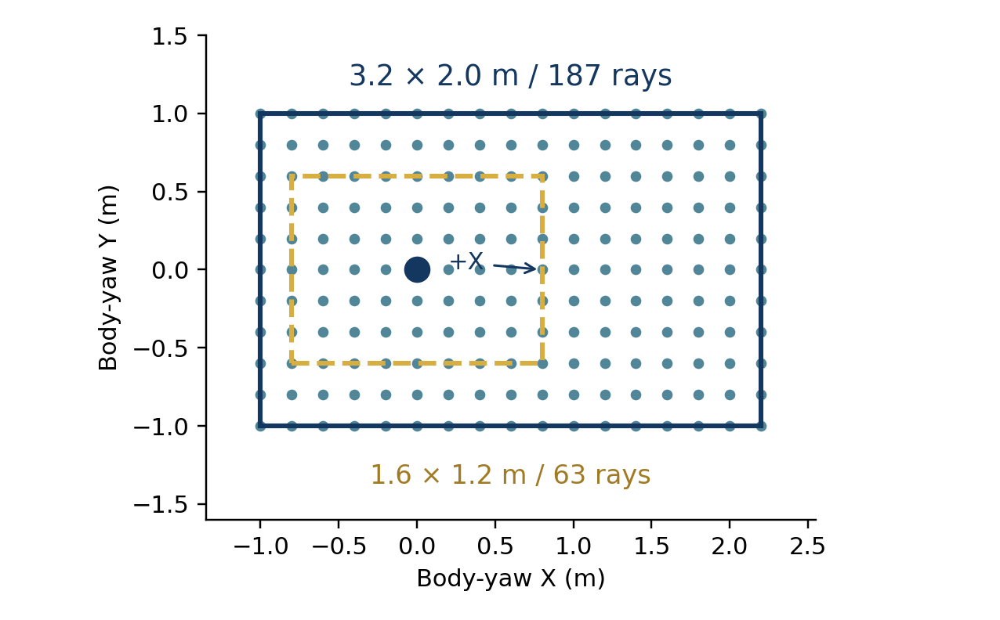 1.5
3.2 × 2.0 m / 187 rays
1.0
0.5
+X
0.0
−0.5
−1.0
1.6 × 1.2 m / 63 rays
−1.5
Body-yaw Y (m)
−1.0 −0.5 0.0 0.5 1.0 1.5 2.0 2.5
Body-yaw X (m)